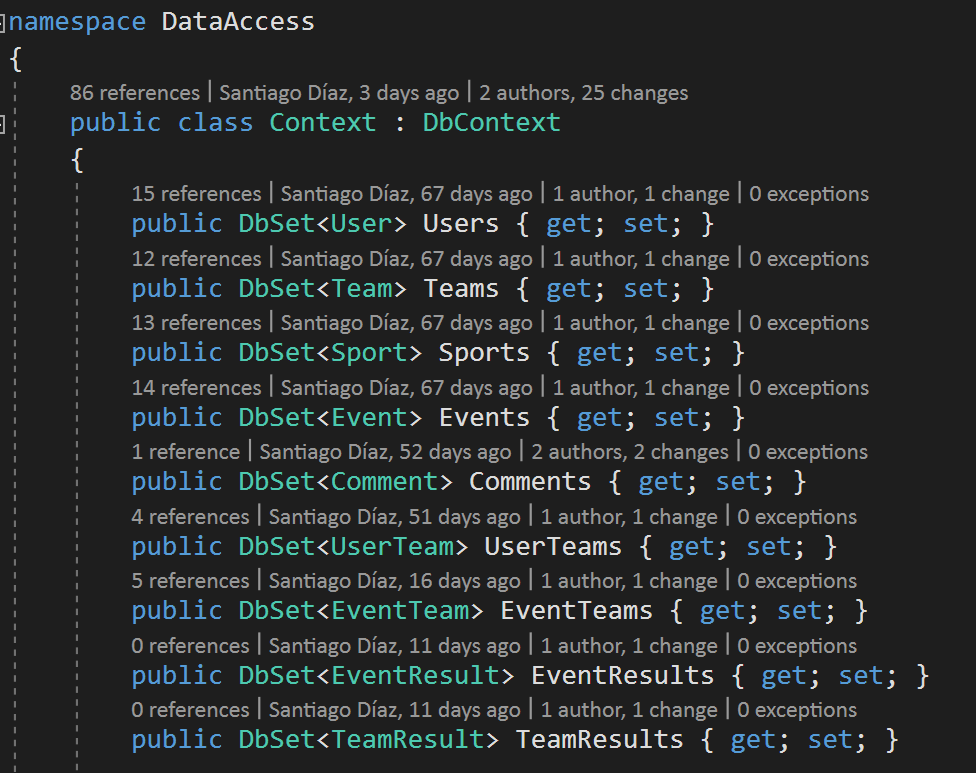 namespace DataAccess
{
86 references | Santiago Díaz, 3 days ago | 2 authors, 25 changes
public class Context : DbContext
{
15 references | Santiago Díaz, 67 days ago | 1 author, 1 change | 0 exceptions
public DbSet<User> Users { get; set; }
12 references | Santiago Díaz, 67 days ago | 1 author, 1 change | 0 exceptions
public DbSet<Team> Teams { get; set; }
13 references | Santiago Díaz, 67 days ago | 1 author, 1 change | 0 exceptions
public DbSet<Sport> Sports { get; set; }
14 references | Santiago Díaz, 67 days ago | 1 author, 1 change | 0 exceptions
public DbSet<Event> Events { get; set; }
1 reference | Santiago Díaz, 52 days ago | 2 authors, 2 changes | 0 exceptions
public DbSet<Comment> Comments { get; set; }
4 references | Santiago Díaz, 51 days ago | 1 author, 1 change | 0 exceptions
public DbSet<UserTeam> UserTeams { get; set; }
5 references | Santiago Díaz, 16 days ago | 1 author, 1 change | 0 exceptions
public DbSet<EventTeam> EventTeams { get; set; }
0 references | Santiago Díaz, 11 days ago | 1 author, 1 change | 0 exceptions
public DbSet<EventResult> EventResults { get; set; }
0 references | Santiago Díaz, 11 days ago | 1 author, 1 change | 0 exceptions
public DbSet<TeamResult> TeamResults { get; set; }